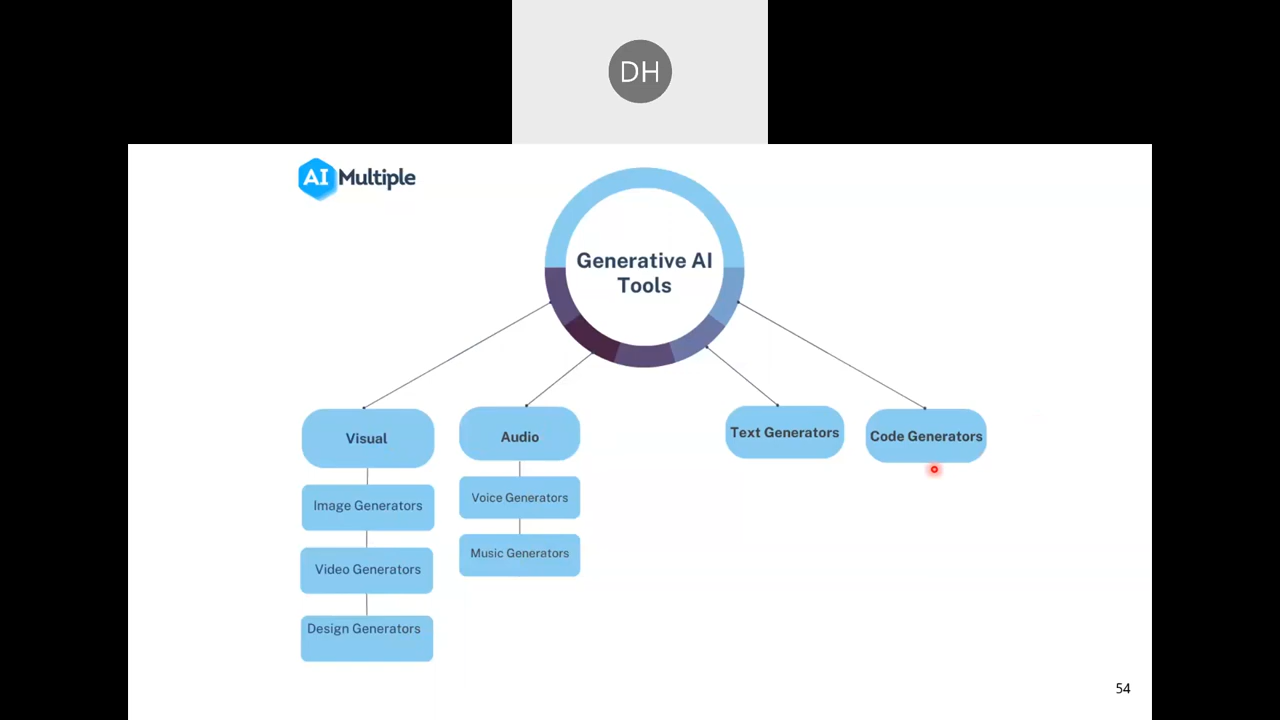 DH
AI Multiple
Generative AI
Tools
Visual
Audio
Text Generators
Code Generators
Image Generators
Voice Generators
Video Generators
Music Generators
Design Generators
54